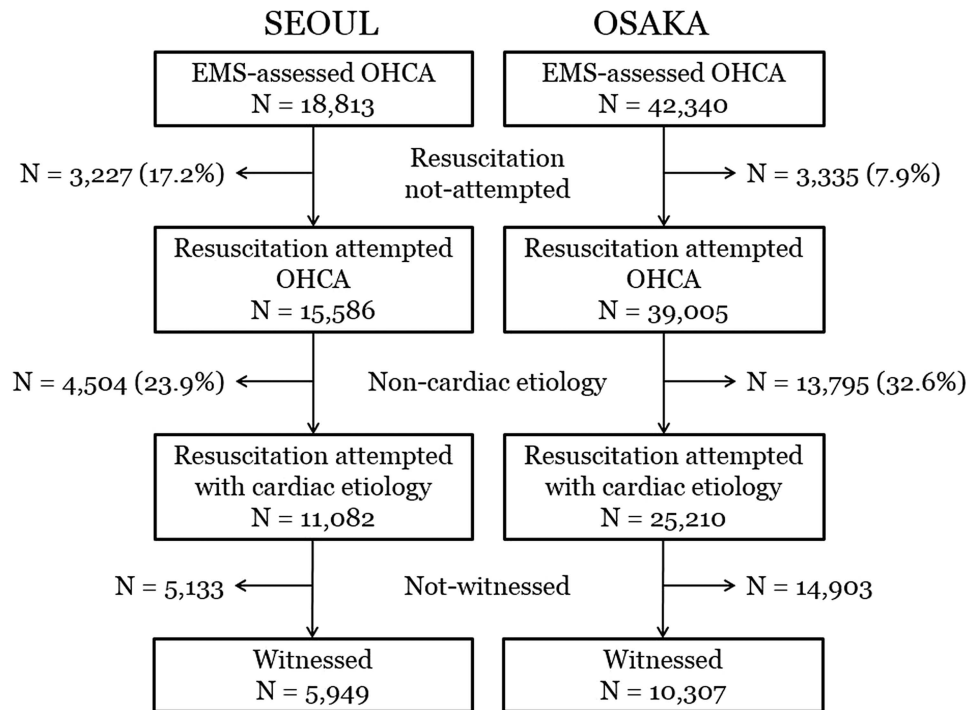 SEOUL
OSAKA
EMS-assessed OHCA
N = 18,813
EMS-assessed OHCA
N = 42,340
N = 3,227 (17.2%)
Resuscitation
not-attempted
N = 3,335 (7.9%)
Resuscitation attempted
OHCA
N = 15,586
Resuscitation attempted
OHCA
N = 39,005
N = 4,504 (23.9%)
Non-cardiac etiology
N = 13,795 (32.6%)
Resuscitation attempted
with cardiac etiology
N = 11,082
Resuscitation attempted
with cardiac etiology
N = 25,210
N = 5,133
Not-witnessed
N = 14,903
Witnessed
N = 5,949
Witnessed
N = 10,307